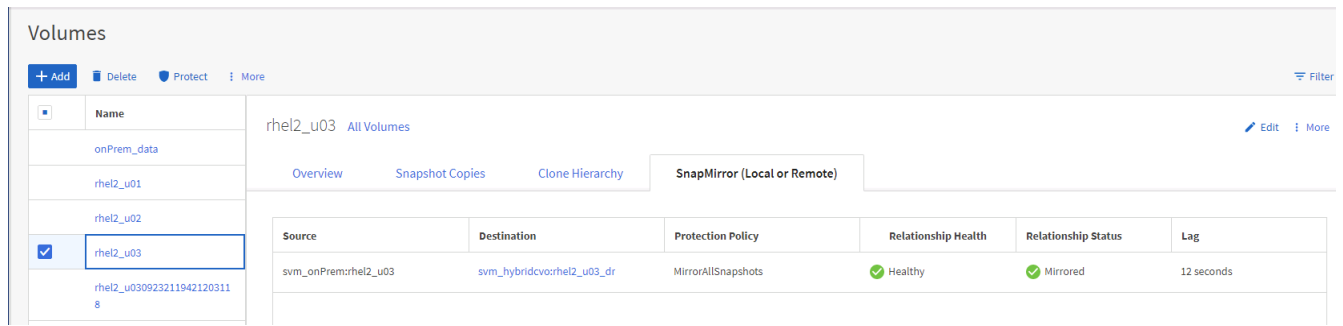 Volumes
Add Delete Protect More Filter
Name
onPrem_data
rhel2_u01
rhel2_u02
rhel2_u03
rhel2_u030923211942120311
8
rhel2_u03 All Volumes Edit More
Overview Snapshot Copies Clone Hierarchy SnapMirror (Local or Remote)
Source Destination Protection Policy Relationship Health Relationship Status Lag
svm_onPrem:rhel2_u03 svm_hybridcvo:rhel2_u03_dr MirrorAllSnapshots Healthy Mirrored 12 seconds